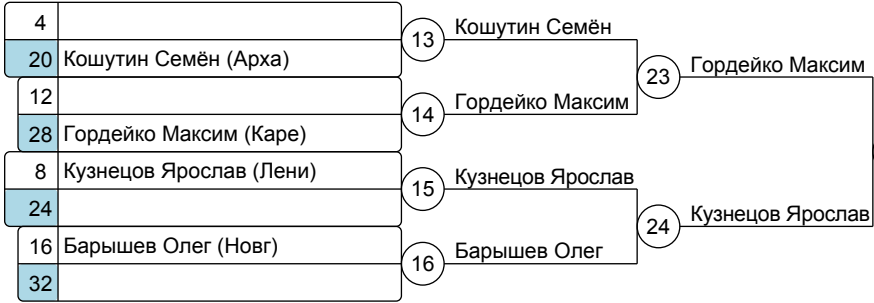 4
20 Кошутин Семён (Арха)
13 Кошутин Семён
12
28 Гордейко Максим (Каре)
14 Гордейко Максим
23 Гордейко Максим
8 Кузнецов Ярослав (Лени)
24
15 Кузнецов Ярослав
16 Барышев Олег (Новг)
32
16 Барышев Олег
24 Кузнецов Ярослав